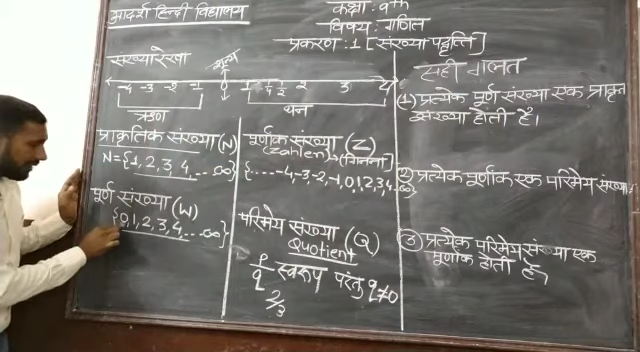 आदर्श हिन्दी विद्यालय
कक्षा : ९th
विषय : गणित
प्रकरण : 1 [संख्या पद्धति]
संख्यारेखा
शून्य
-4 -3 -2 -1 0 1 2 3
ऋण
धन
प्राकृतिक संख्या (N)
N = {1, 2, 3, 4, ... ∞}
पूर्ण संख्या (W)
{0, 1, 2, 3, 4, ... ∞}
पूर्णांक संख्या (Z)
(Zahlen) → (गिनना)
{.....-4, -3, -2, -1, 0, 1, 2, 3, 4
परिमेय संख्या (Q)
Quotient
p/q स्वरूप परंतु q≠0
2/3
सही गलत
(1) प्रत्येक पूर्ण संख्या एक प्राकृत
संख्या होती है।
(2) प्रत्येक पूर्णांक एक परिमेय संख्या
(3) प्रत्येक परिमेय संख्या एक
पूर्णांक होती है,